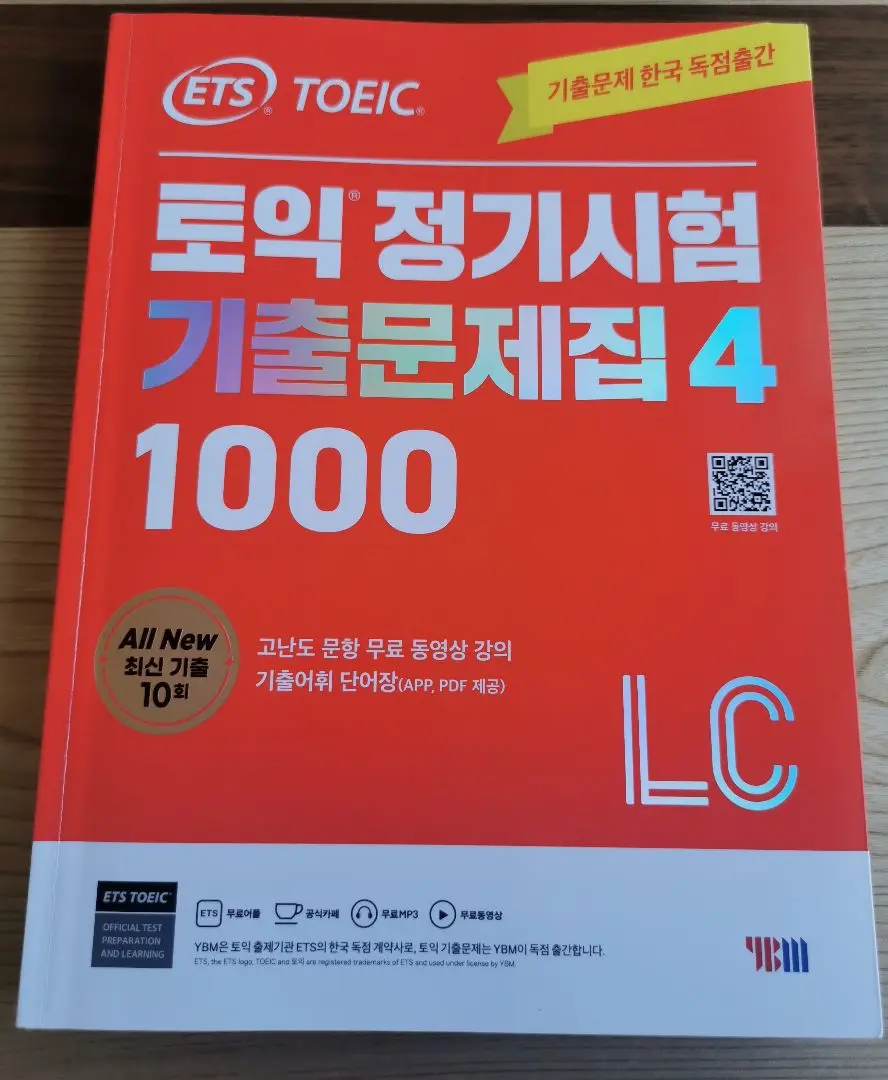 ETS® TOEIC®
기출문제 한국 독점출간
토익® 정기시험
기출문제집 4
1000
무료 동영상 강의
All New
최신 기출
10회
고난도 문항 무료 동영상 강의
기출어휘 단어장(APP, PDF 제공)
LC
ETS TOEIC
OFFICIAL TEST
PREPARATION
AND LEARNING
ETS 무료어플 공식카페 무료MP3 무료동영상
YBM은 토익 출제기관 ETS의 한국 독점 계약사로, 토익 기출문제는 YBM이 독점 출간합니다.
ETS, the ETS logo, TOEIC and 토익 are registered trademarks of ETS and used under license by YBM.
YBM